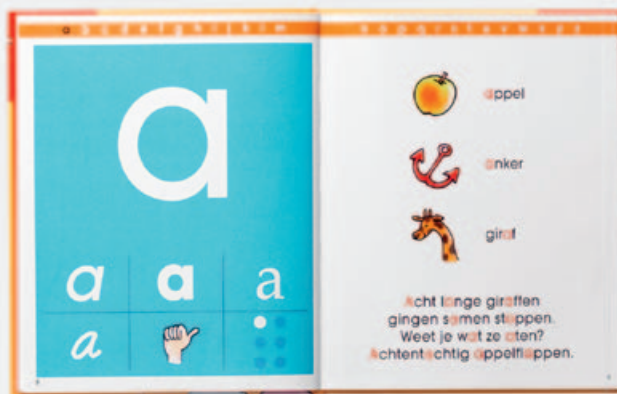 a b c d e f g h i j k l m
n o p q r s t u v w x y z
a
a a a
a
appel
anker
giraf
Acht lange giraffen
gingen samen stappen.
Weet je wat ze aten?
Achtentachtig appelflappen.